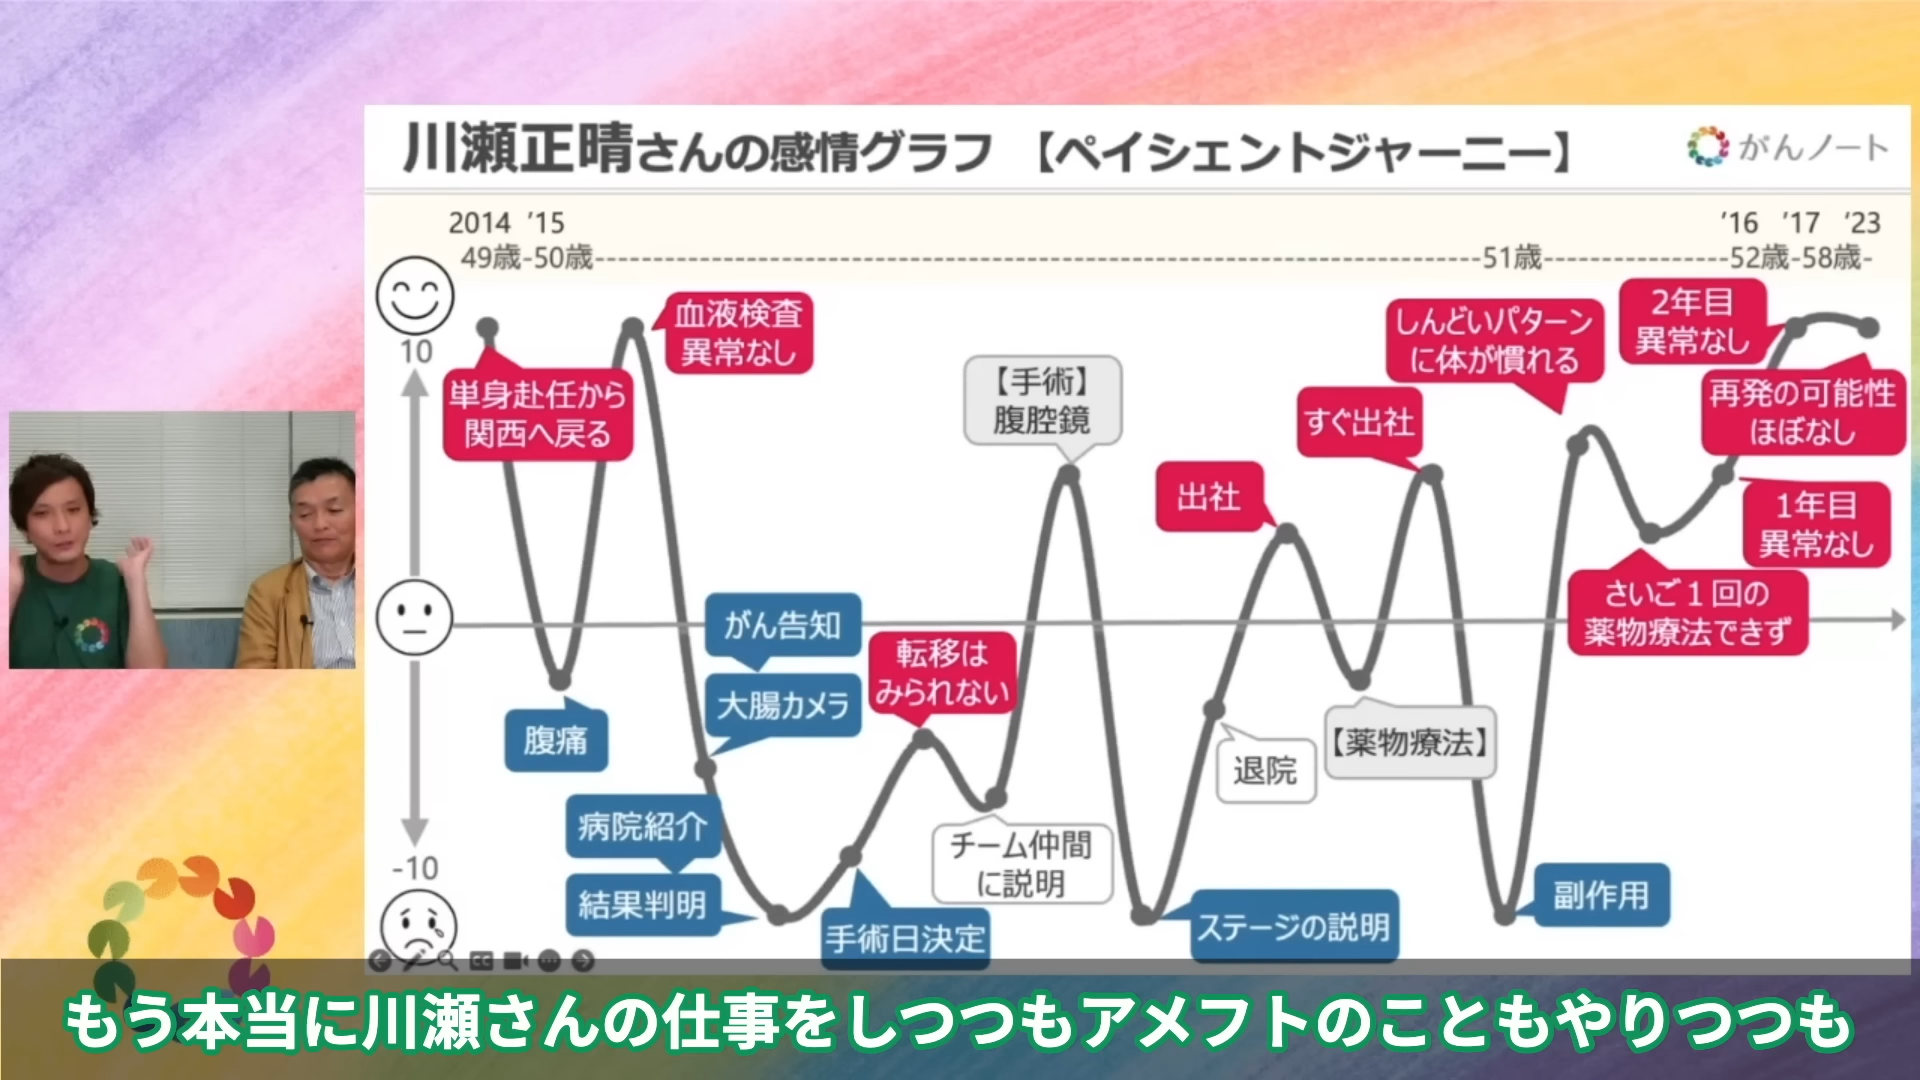 川瀬正晴さんの感情グラフ【ペイシェントジャーニー】
がんノート
2014 '15
'16 '17 '23
49歳-50歳
51歳
52歳-58歳-
10
-10
単身赴任から
関西へ戻る
腹痛
血液検査
異常なし
がん告知
大腸カメラ
病院紹介
結果判明
手術日決定
転移は
みられない
チーム仲間
に説明
【手術】
腹腔鏡
ステージの説明
退院
出社
【薬物療法】
すぐ出社
副作用
しんどいパターン
に体が慣れる
さいご1回の
薬物療法できず
1年目
異常なし
2年目
異常なし
再発の可能性
ほぼなし
CC
もう本当に川瀬さんの仕事をしつつもアメフトのこともやりつつも